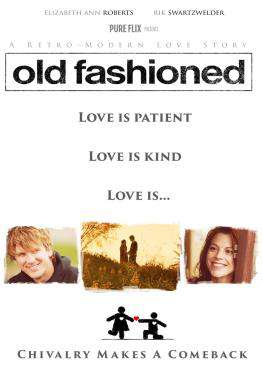 ELIZABETH ANN ROBERTS RIK SWARTZWELDER
PURE FLIX PRESENTS
A RETRO-MODERN LOVE STORY
old fashioned
LOVE IS PATIENT
LOVE IS KIND
LOVE IS...
CHIVALRY MAKES A COMEBACK